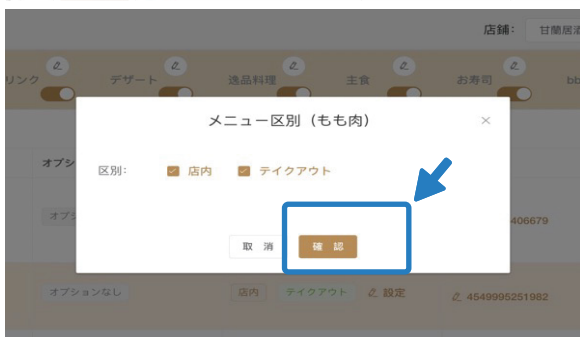 店鋪: 甘蘭居酒
リンク デザート 逸品料理 主食 お寿司 bb
メニュー区別 (もも肉) ×
オプシ
区別: 店内 テイクアウト
オプシ 406679
取 消 確 認
オプションなし 店内 テイクアウト 設定 4549995251982